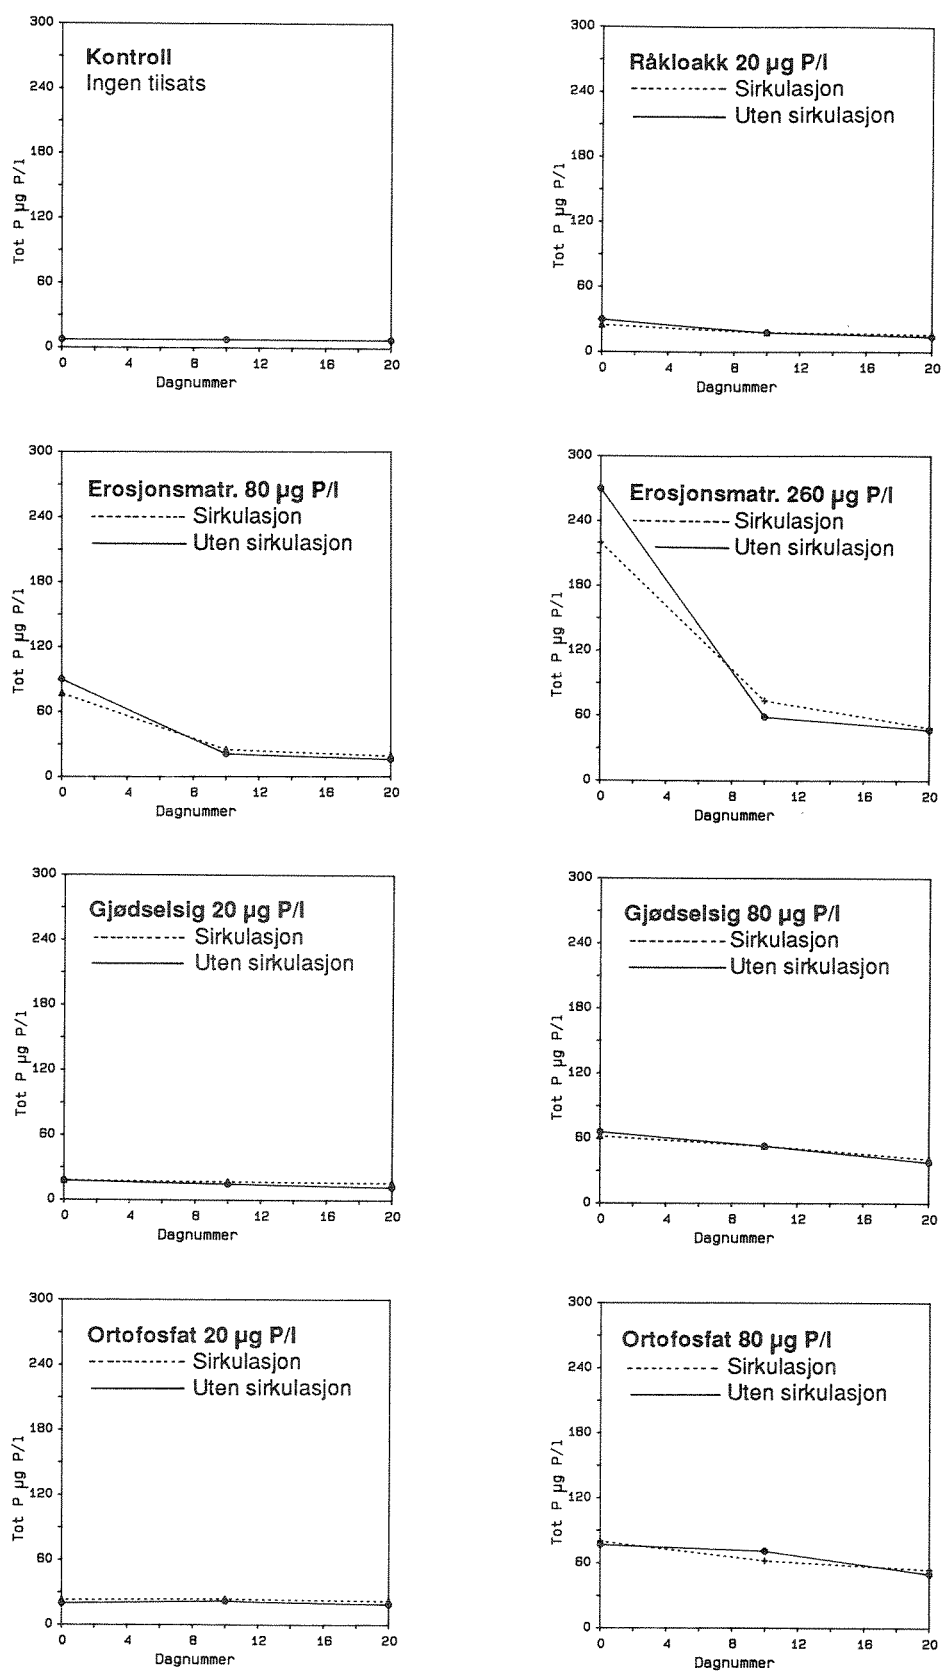 300
Kontroll
Ingen tilsats
240
180
120
60
0
Tot P µg P/l
0 4 8 12 16 20
Dagnummer
300
Råkloakk 20 µg P/l
Sirkulasjon
Uten sirkulasjon
240
180
120
60
0
Tot P µg P/l
0 4 8 12 16 20
Dagnummer
300
Erosjonsmatr. 80 µg P/l
Sirkulasjon
Uten sirkulasjon
240
180
120
60
0
Tot P µg P/l
0 4 8 12 16 20
Dagnummer
300
Erosjonsmatr. 260 µg P/l
Sirkulasjon
Uten sirkulasjon
240
180
120
60
0
Tot P µg P/l
0 4 8 12 16 20
Dagnummer
300
Gjødselsig 20 µg P/l
Sirkulasjon
Uten sirkulasjon
240
180
120
60
0
Tot P µg P/l
0 4 8 12 16 20
Dagnummer
300
Gjødselsig 80 µg P/l
Sirkulasjon
Uten sirkulasjon
240
180
120
60
0
Tot P µg P/l
0 4 8 12 16 20
Dagnummer
300
Ortofosfat 20 µg P/l
Sirkulasjon
Uten sirkulasjon
240
180
120
60
0
Tot P µg P/l
0 4 8 12 16 20
Dagnummer
300
Ortofosfat 80 µg P/l
Sirkulasjon
Uten sirkulasjon
240
180
120
60
0
Tot P µg P/l
0 4 8 12 16 20
Dagnummer